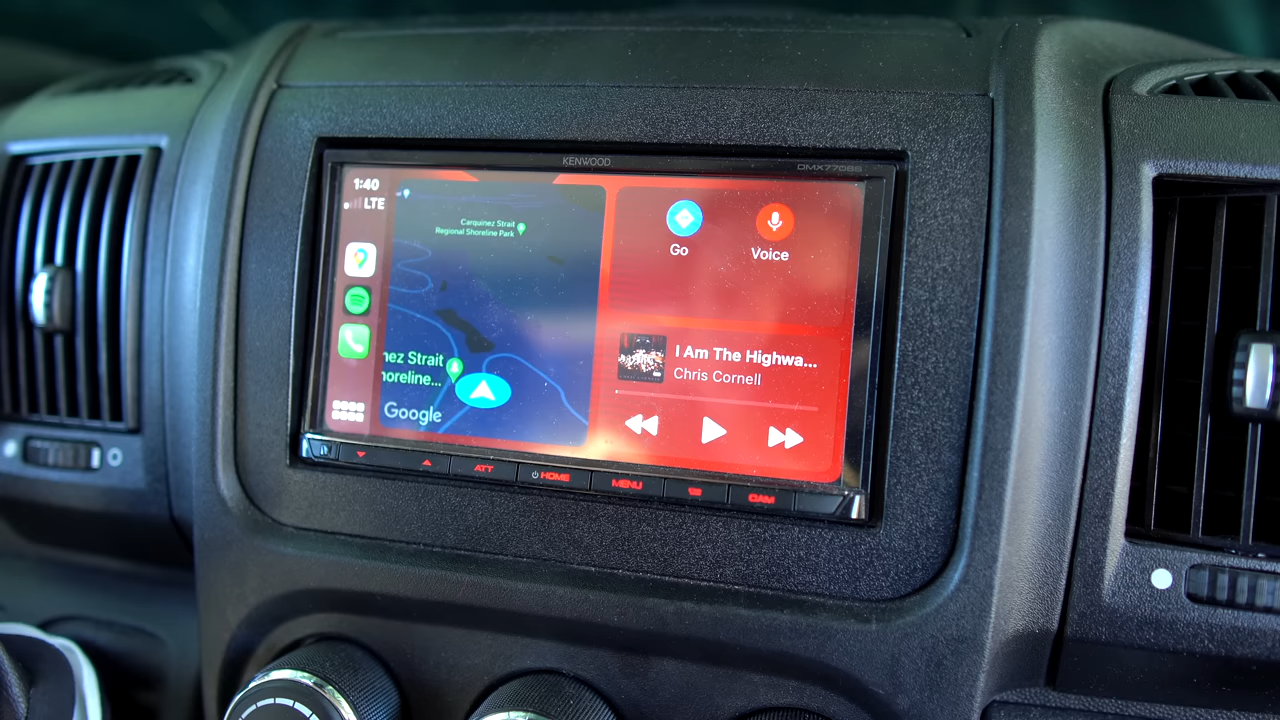 KENWOOD
DMX7706S
1:40
LTE
Carquinez Strait
Regional Shoreline Park
nez Strait
horeline...
Google
Go
Voice
I Am The Highwa...
Chris Cornell
ATT
HOME
MENU
CAM